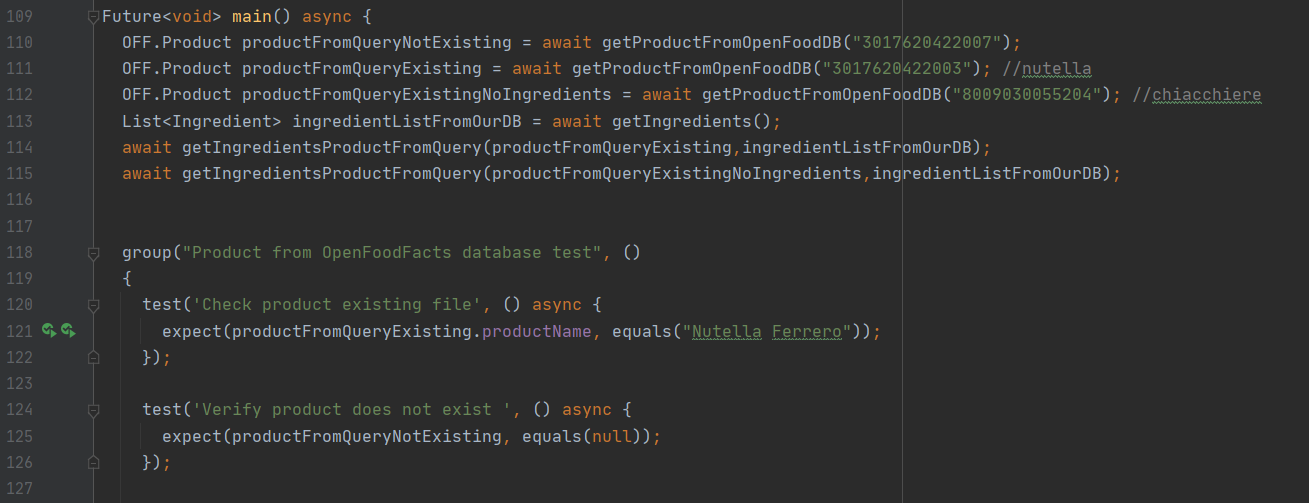 109 Future<void> main() async {
110 OFF.Product productFromQueryNotExisting = await getProductFromOpenFoodDB("3017620422007");
111 OFF.Product productFromQueryExisting = await getProductFromOpenFoodDB("3017620422003"); //nutella
112 OFF.Product productFromQueryExistingNoIngredients = await getProductFromOpenFoodDB("8009030055204"); //chiacchiere
113 List<Ingredient> ingredientListFromOurDB = await getIngredients();
114 await getIngredientsProductFromQuery(productFromQueryExisting,ingredientListFromOurDB);
115 await getIngredientsProductFromQuery(productFromQueryExistingNoIngredients,ingredientListFromOurDB);
116
117
118 group("Product from OpenFoodFacts database test", ()
119 {
120 test('Check product existing file', () async {
121 expect(productFromQueryExisting.productName, equals("Nutella Ferrero"));
122 });
123
124 test('Verify product does not exist ', () async {
125 expect(productFromQueryNotExisting, equals(null));
126 });
127